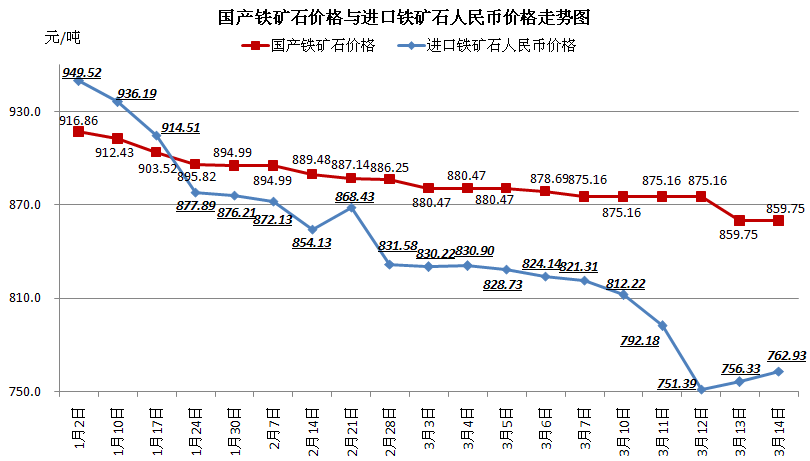 国产铁矿石价格与进口铁矿石人民币价格走势图
元/吨
国产铁矿石价格 进口铁矿石人民币价格
949.52 936.19 914.51 877.89 876.21 872.13 854.13 868.43 831.58 830.22 830.90 828.73 824.14 821.31 812.22 792.18 751.39 756.33 762.93
916.86 912.43 903.52 895.82 894.99 894.99 889.48 887.14 886.25 880.47 880.47 880.47 878.69 875.16 875.16 875.16 875.16 859.75 859.75
930.0
870.0
810.0
750.0
1月2日 1月10日 1月17日 1月24日 1月30日 2月7日 2月14日 2月21日 2月28日 3月3日 3月4日 3月5日 3月6日 3月7日 3月10日 3月11日 3月12日 3月13日 3月14日